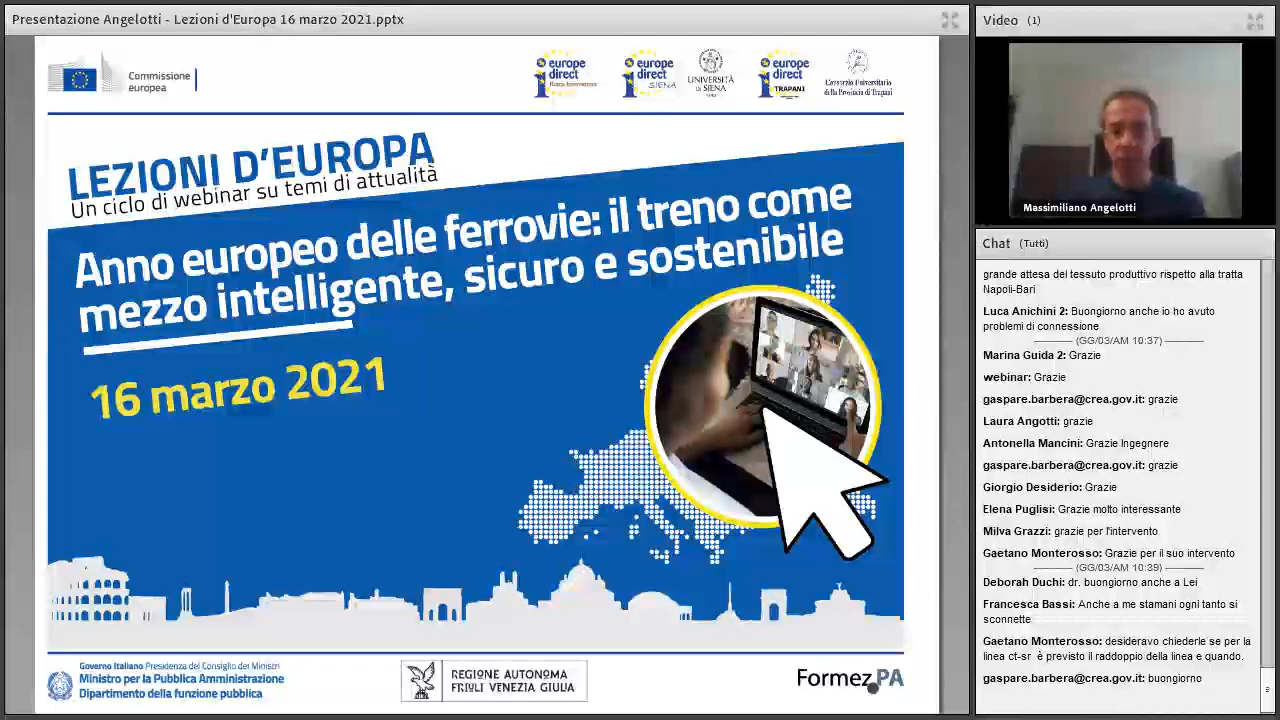 Presentazione Angelotti - Lezioni d'Europa 16 marzo 2021.pptx
Commissione
europea
europe
direct
europe
direct
SIENA
UNIVERSITÀ
DI SIENA
1240
europe
direct
TRAPANI
Consorzio Universitario
della Provincia di Trapani
LEZIONI D'EUROPA
Un ciclo di webinar su temi di attualità
Anno europeo delle ferrovie: il treno come
mezzo intelligente, sicuro e sostenibile
16 marzo 2021
Governo Italiano Presidenza del Consiglio dei Ministri
Ministro per la Pubblica Amministrazione
Dipartimento della funzione pubblica
REGIONE AUTONOMA
FRIULI VENEZIA GIULIA
Formez PA
Video (1)
Massimiliano Angelotti
Chat (Tutti)
grande attesa del tessuto produttivo rispetto alla tratta
Napoli-Bari
Luca Anichini 2: Buongiorno anche io ho avuto
problemi di connessione
(GG/03/AM 10:37)
Marina Guida 2: Grazie
webinar: Grazie
gaspare.barbera@crea.gov.it: grazie
Laura Angotti: grazie
Antonella Mancini: Grazie Ingegnere
gaspare.barbera@crea.gov.it: grazie
Giorgio Desiderio: Grazie
Elena Puglisi: Grazie molto interessante
Milva Grazzi: grazie per l'intervento
Gaetano Monterosso: Grazie per il suo intervento
(GG/03/AM 10:39)
Deborah Duchi: dr. buongiorno anche a Lei
Francesca Bassi: Anche a me stamani ogni tanto si
sconnette
Gaetano Monterosso: desideravo chiederle se per la
linea ct-sr è previsto il raddoppio della linea e quando.
gaspare.barbera@crea.gov.it: buongiorno